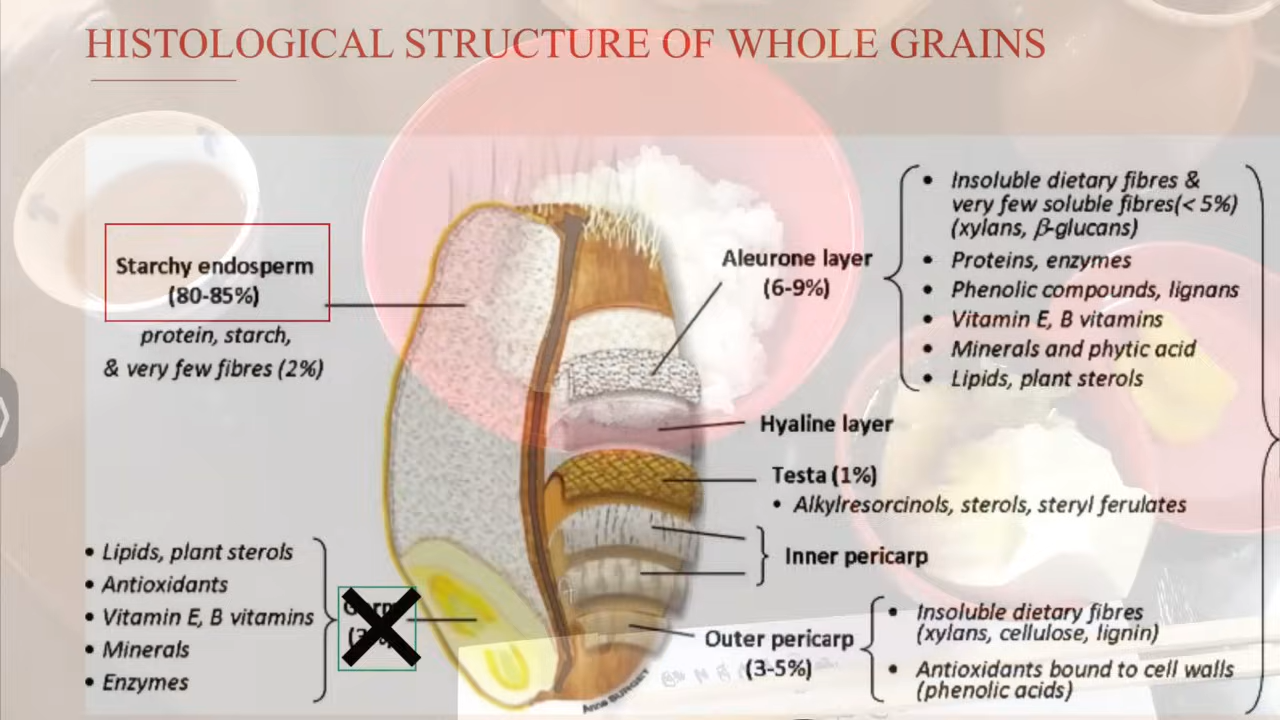 HISTOLOGICAL STRUCTURE OF WHOLE GRAINS
Starchy endosperm
(80-85%)
protein, starch,
& very few fibres (2%)
• Lipids, plant sterols
• Antioxidants
• Vitamin E, B vitamins
• Minerals
• Enzymes
Aleurone layer
(6-9%)
• Insoluble dietary fibres &
very few soluble fibres(< 5%)
(xylans, β-glucans)
• Proteins, enzymes
• Phenolic compounds, lignans
• Vitamin E, B vitamins
• Minerals and phytic acid
• Lipids, plant sterols
Hyaline layer
Testa (1%)
• Alkylresorcinols, sterols, steryl ferulates
Inner pericarp
Outer pericarp
(3-5%)
• Insoluble dietary fibres
(xylans, cellulose, lignin)
• Antioxidants bound to cell walls
(phenolic acids)